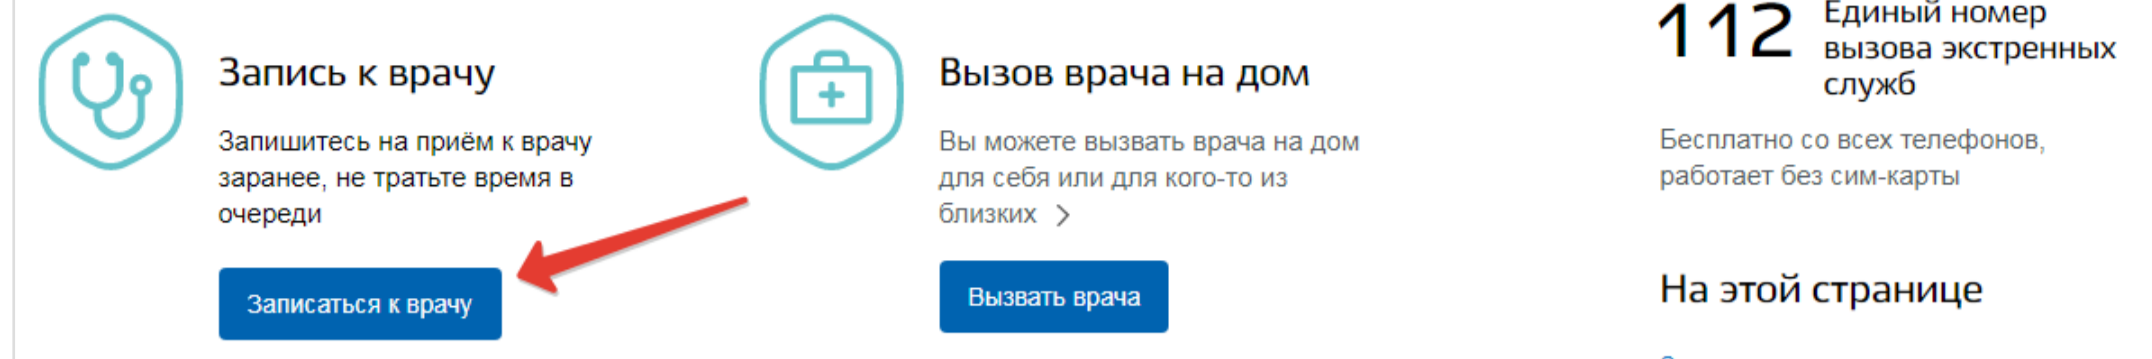 Запись к врачу
Запишитесь на приём к врачу
заранее, не тратьте время в
очереди
Записаться к врачу
Вызов врача на дом
Вы можете вызвать врача на дом
для себя или для кого-то из
близких
Вызвать врача
112
Единый номер
вызова экстренных
служб
Бесплатно со всех телефонов,
работает без сим-карты
На этой странице